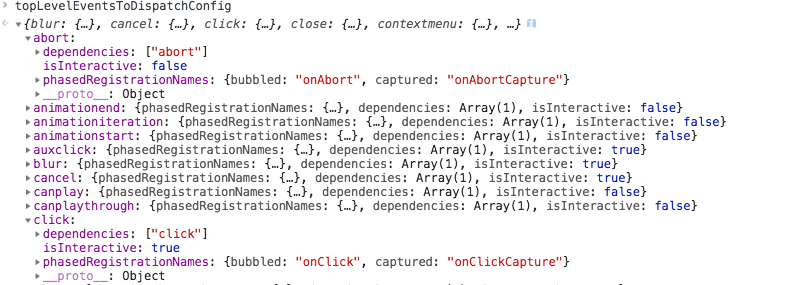 topLevelEventsToDispatchConfig
{blur: {…}, cancel: {…}, click: {…}, close: {…}, contextmenu: {…}, …}
abort:
dependencies: ["abort"]
isInteractive: false
phasedRegistrationNames: {bubbled: "onAbort", captured: "onAbortCapture"}
__proto__: Object
animationend: {phasedRegistrationNames: {…}, dependencies: Array(1), isInteractive: false}
animationiteration: {phasedRegistrationNames: {…}, dependencies: Array(1), isInteractive: false}
animationstart: {phasedRegistrationNames: {…}, dependencies: Array(1), isInteractive: false}
auxclick: {phasedRegistrationNames: {…}, dependencies: Array(1), isInteractive: true}
blur: {phasedRegistrationNames: {…}, dependencies: Array(1), isInteractive: true}
cancel: {phasedRegistrationNames: {…}, dependencies: Array(1), isInteractive: true}
canplay: {phasedRegistrationNames: {…}, dependencies: Array(1), isInteractive: false}
canplaythrough: {phasedRegistrationNames: {…}, dependencies: Array(1), isInteractive: false}
click:
dependencies: ["click"]
isInteractive: true
phasedRegistrationNames: {bubbled: "onClick", captured: "onClickCapture"}
__proto__: Object